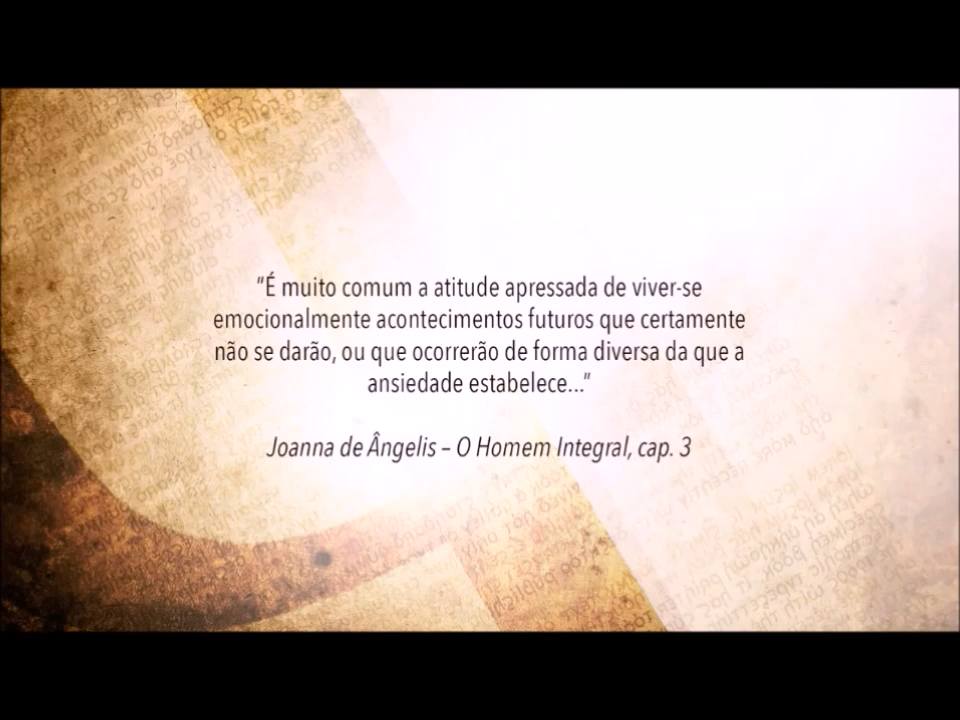 “É muito comum a atitude apressada de viver-se
emocionalmente acontecimentos futuros que certamente
não se darão, ou que ocorrerão de forma diversa da que a
ansiedade estabelece...”
Joanna de Ângelis – O Homem Integral, cap. 3